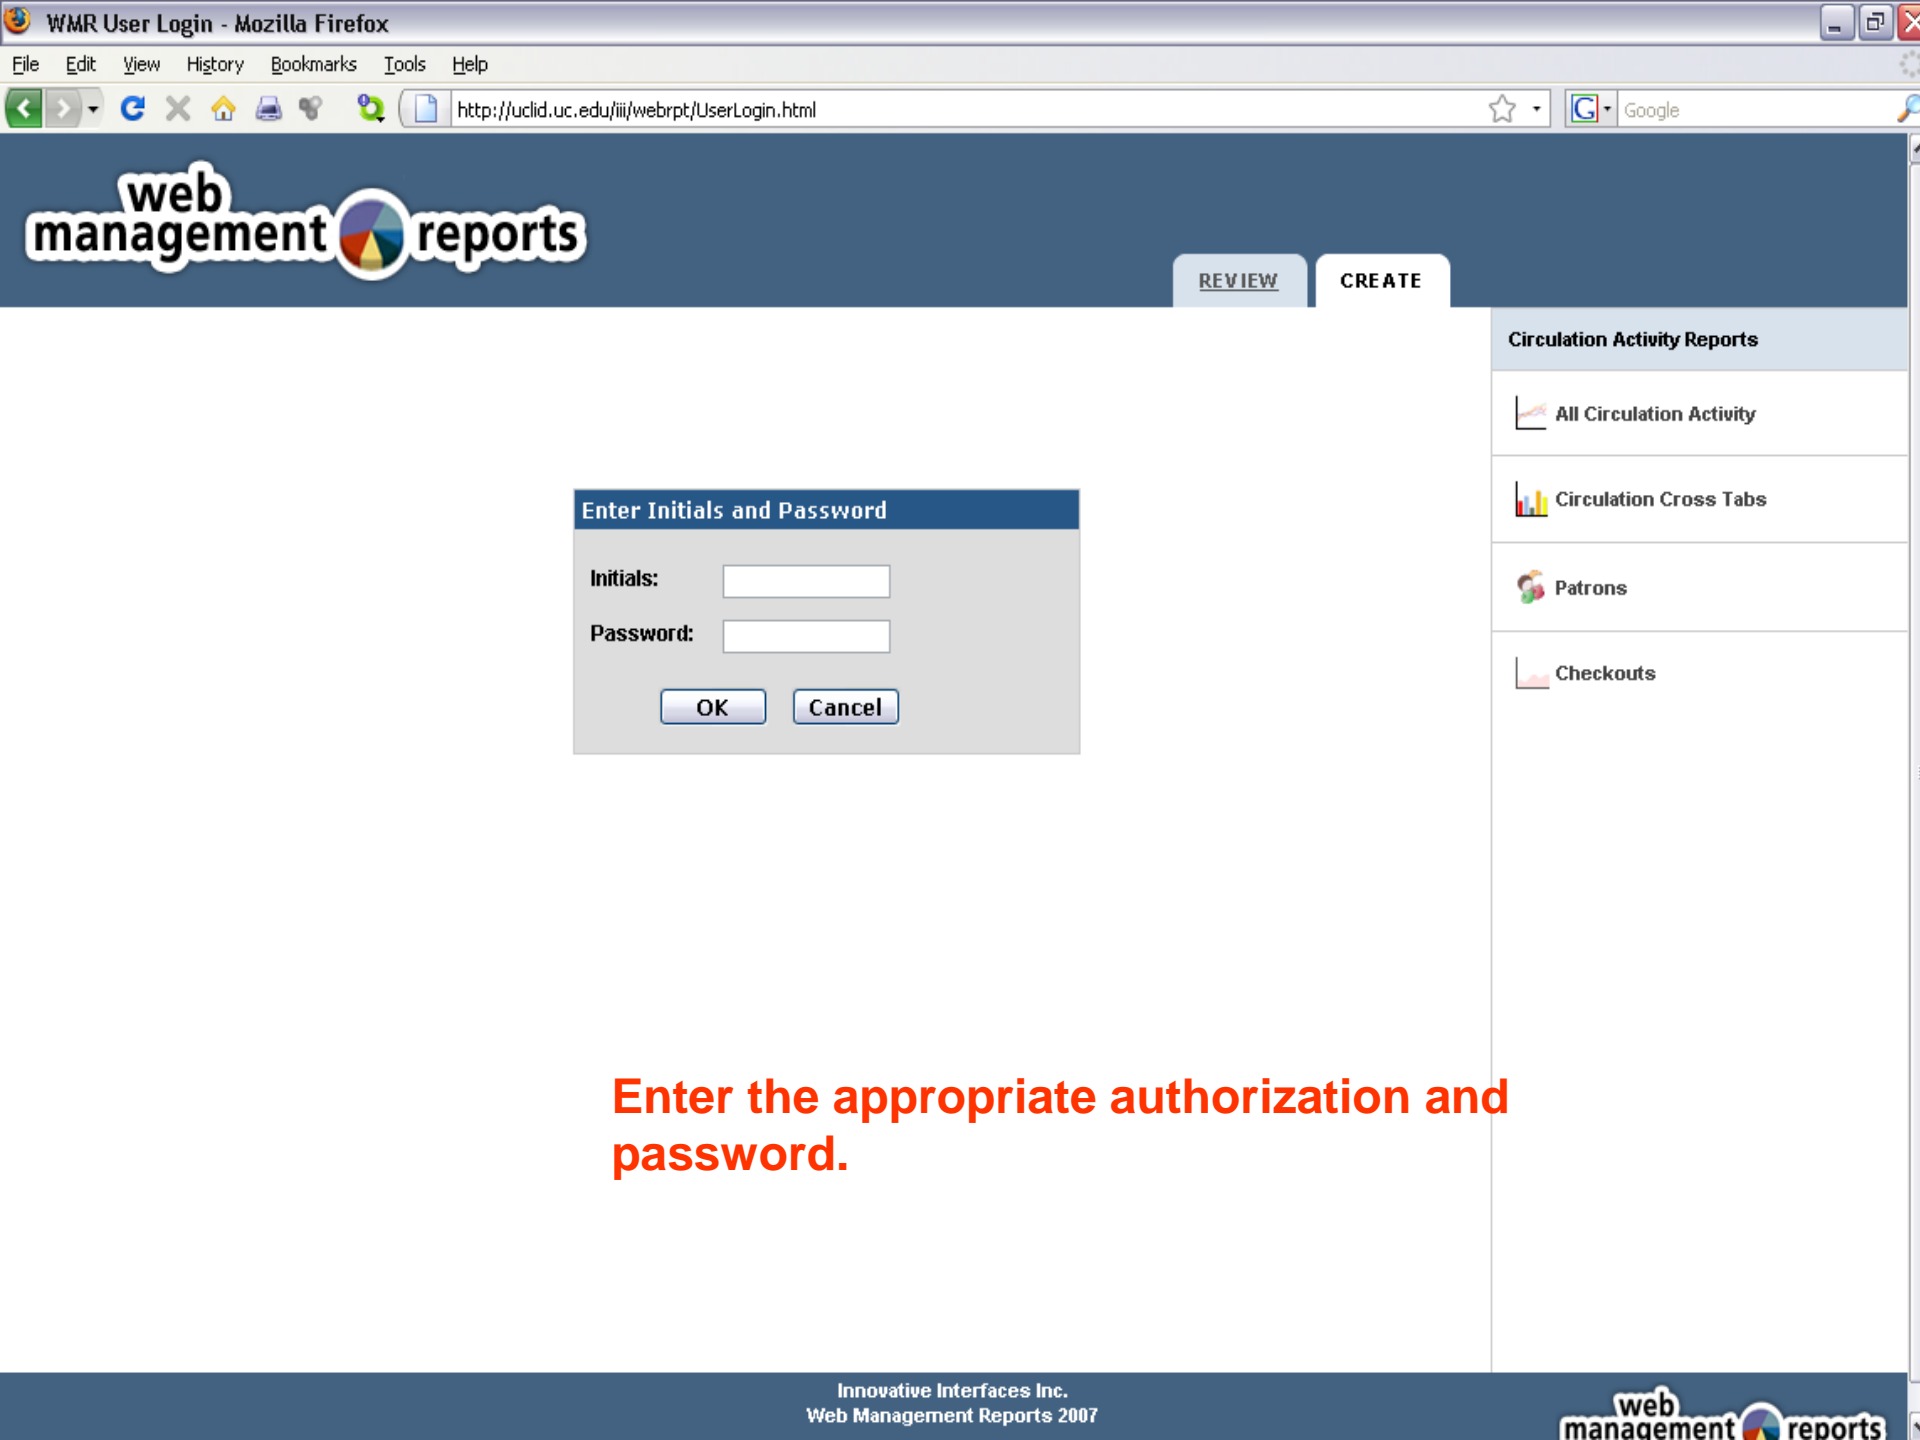 WMR User Login - Mozilla Firefox
File Edit View History Bookmarks Tools Help
http://uclid.uc.edu/iii/webrpt/UserLogin.html
Google
web
management reports
REVIEW CREATE
Circulation Activity Reports
All Circulation Activity
Circulation Cross Tabs
Patrons
Checkouts
Enter Initials and Password
Initials:
Password:
OK Cancel
Enter the appropriate authorization and
password.
Innovative Interfaces Inc.
Web Management Reports 2007
web
management reports